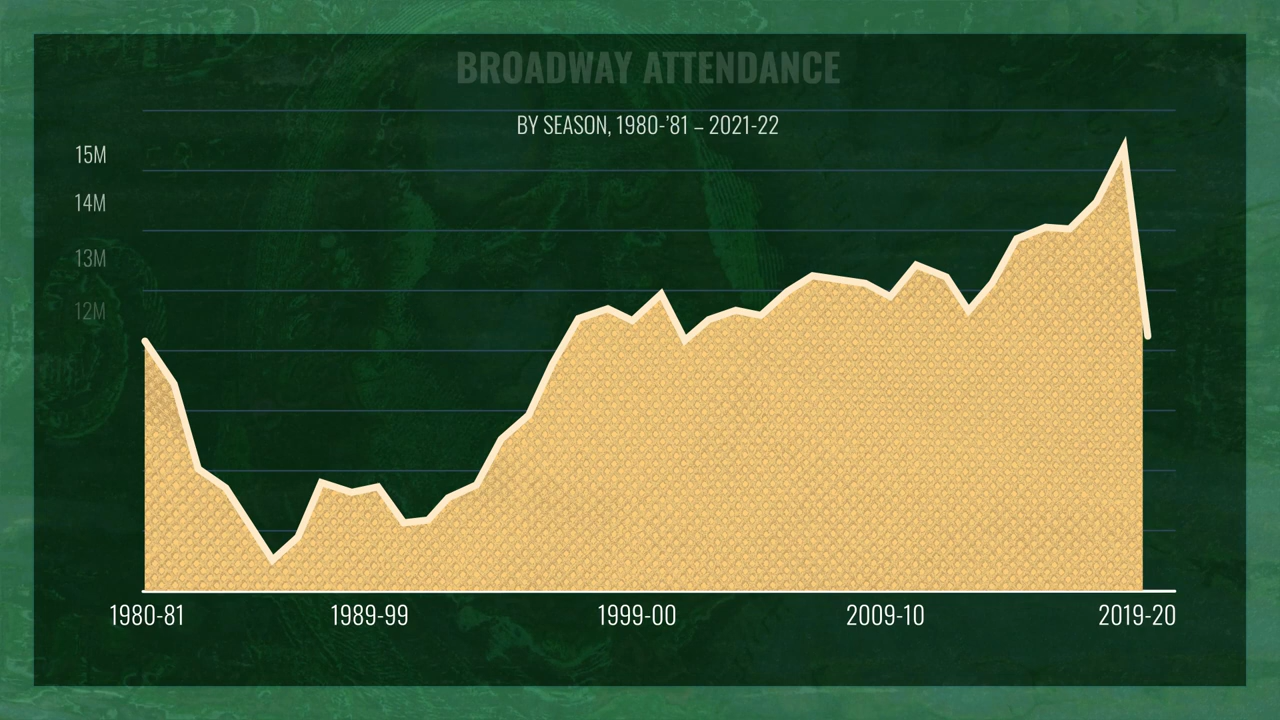 BROADWAY ATTENDANCE
BY SEASON, 1980-’81 – 2021-22
15M
14M
13M
12M
1980-81
1989-99
1999-00
2009-10
2019-20